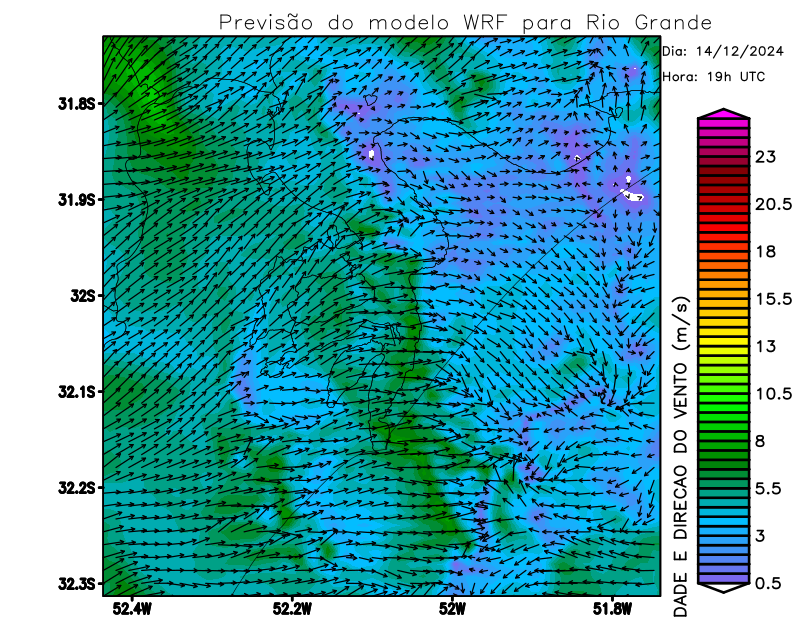 Previsão do modelo WRF para Rio Grande
Dia: 14/12/2024
Hora: 19h UTC
31.8S
31.9S
32S
32.1S
32.2S
32.3S
52.4W
52.2W
52W
51.8W
23
20.5
18
15.5
13
10.5
8
5.5
3
0.5
DADE E DIRECAO DO VENTO (m/s)